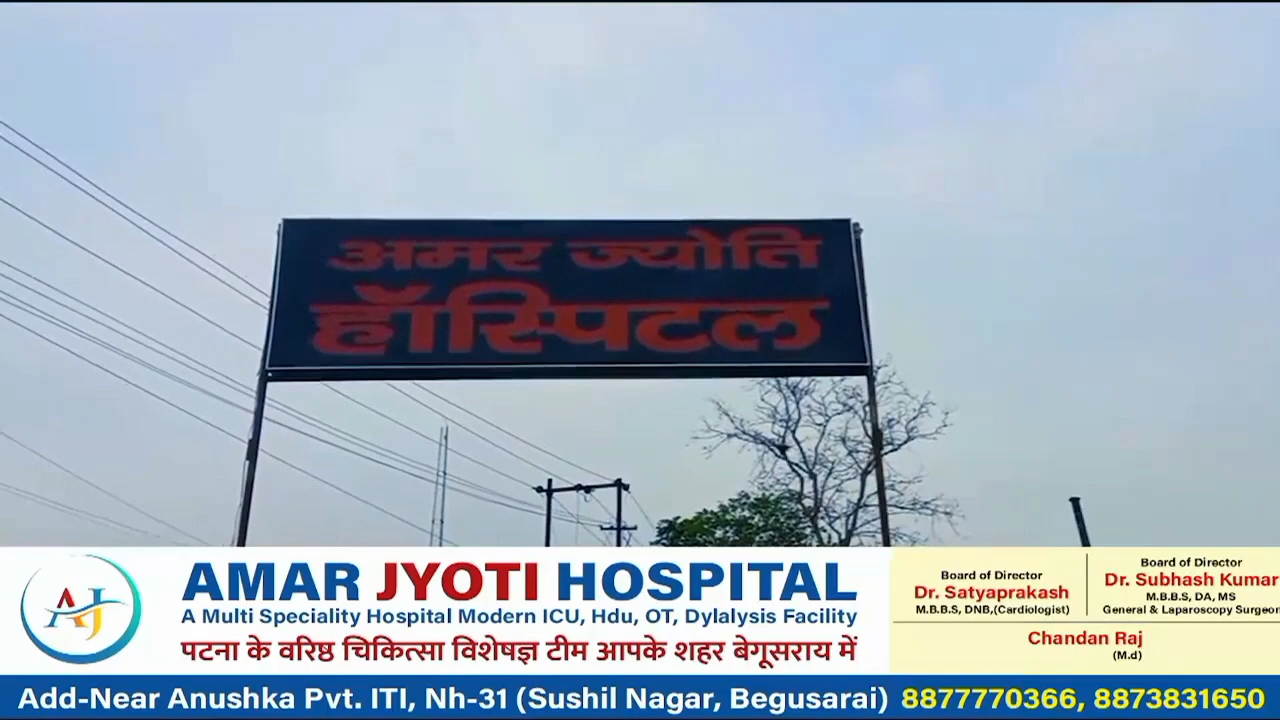 अमर ज्योति
हॉस्पिटल
AJ
AMAR JYOTI HOSPITAL
A Multi Speciality Hospital Modern ICU, Hdu, OT, Dylalysis Facility
पटना के वरिष्ठ चिकित्सा विशेषज्ञ टीम आपके शहर बेगूसराय में
Board of Director
Dr. Satyaprakash
M.B.B.S, DNB,(Cardiologist)
Board of Director
Dr. Subhash Kumar
M.B.B.S, DA, MS
General & Laparoscopy Surgeon
Chandan Raj
(M.d)
Add-Near Anushka Pvt. ITI, Nh-31 (Sushil Nagar, Begusarai) 8877770366, 8873831650